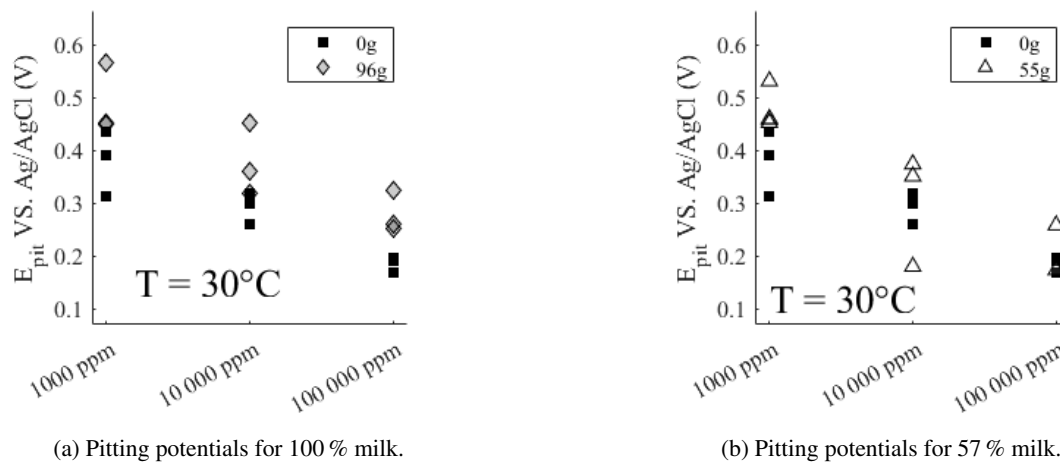 E_pit VS. Ag/AgCl (V)
0.6
0.5
0.4
0.3
0.2
0.1
0g
96g
T = 30°C
1000 ppm
10 000 ppm
100 000 ppm
(a) Pitting potentials for 100 % milk.
E_pit VS. Ag/AgCl (V)
0.6
0.5
0.4
0.3
0.2
0.1
0g
55g
T = 30°C
1000 ppm
10 000 ppm
100 000 ppm
(b) Pitting potentials for 57 % milk.